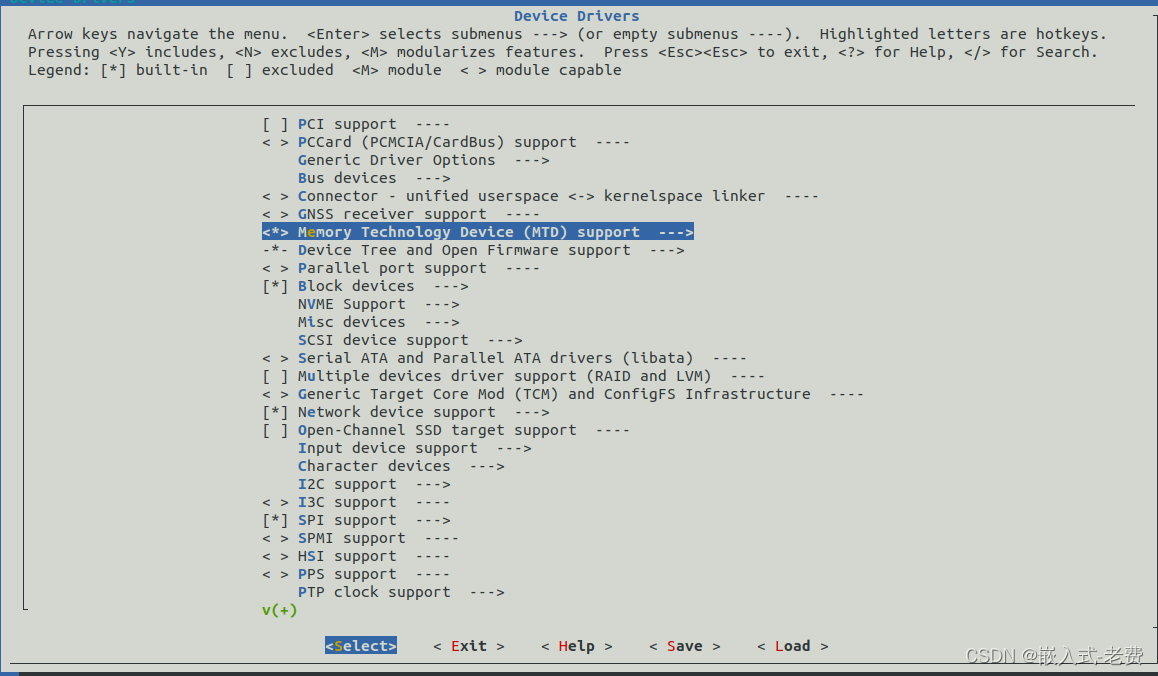 Device Drivers
Device Drivers
Arrow keys navigate the menu.  <Enter> selects submenus ---> (or empty submenus ----).  Highlighted letters are hotkeys.
Pressing <Y> includes, <N> excludes, <M> modularizes features.  Press <Esc><Esc> to exit, <?> for Help, </> for Search.
Legend: [*] built-in  [ ] excluded  <M> module  < > module capable
[ ] PCI support  ----
< > PCCard (PCMCIA/CardBus) support  ----
Generic Driver Options  --->
Bus devices  --->
< > Connector - unified userspace <-> kernelspace linker  ----
< > GNSS receiver support  ----
<*> Memory Technology Device (MTD) support  --->
-*- Device Tree and Open Firmware support  --->
< > Parallel port support  ----
[*] Block devices  --->
NVME Support  --->
Misc devices  --->
SCSI device support  --->
< > Serial ATA and Parallel ATA drivers (libata)  ----
[ ] Multiple devices driver support (RAID and LVM)  ----
< > Generic Target Core Mod (TCM) and ConfigFS Infrastructure  ----
[*] Network device support  --->
[ ] Open-Channel SSD target support  ----
Input device support  --->
Character devices  --->
I2C support  --->
< > I3C support  ----
[*] SPI support  --->
< > SPMI support  ----
< > HSI support  ----
< > PPS support  ----
PTP clock support  --->
v(+)
<Select>    < Exit >    < Help >    < Save >    < Load >
CSDN @嵌入式-老费